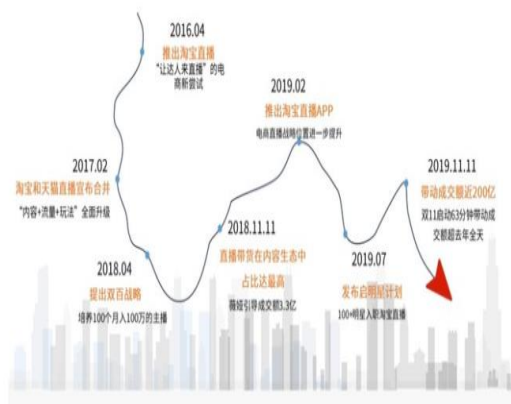 2016.04
推出淘宝直播
“让达人来直播”的电
商新尝试
2017.02
淘宝和天猫直播宣布合并
“内容+流量+玩法”全面升级
2018.04
提出双百战略
培养100个月入100万的主播
2018.11.11
直播带货在内容生态中
占比达最高
薇娅引导成交额3.3亿
2019.02
推出淘宝直播APP
电商直播战略位置进一步提升
2019.07
发布启明星计划
100+明星入职淘宝直播
2019.11.11
带动成交额近200亿
双11启动63分钟带动成
交额超去年全天